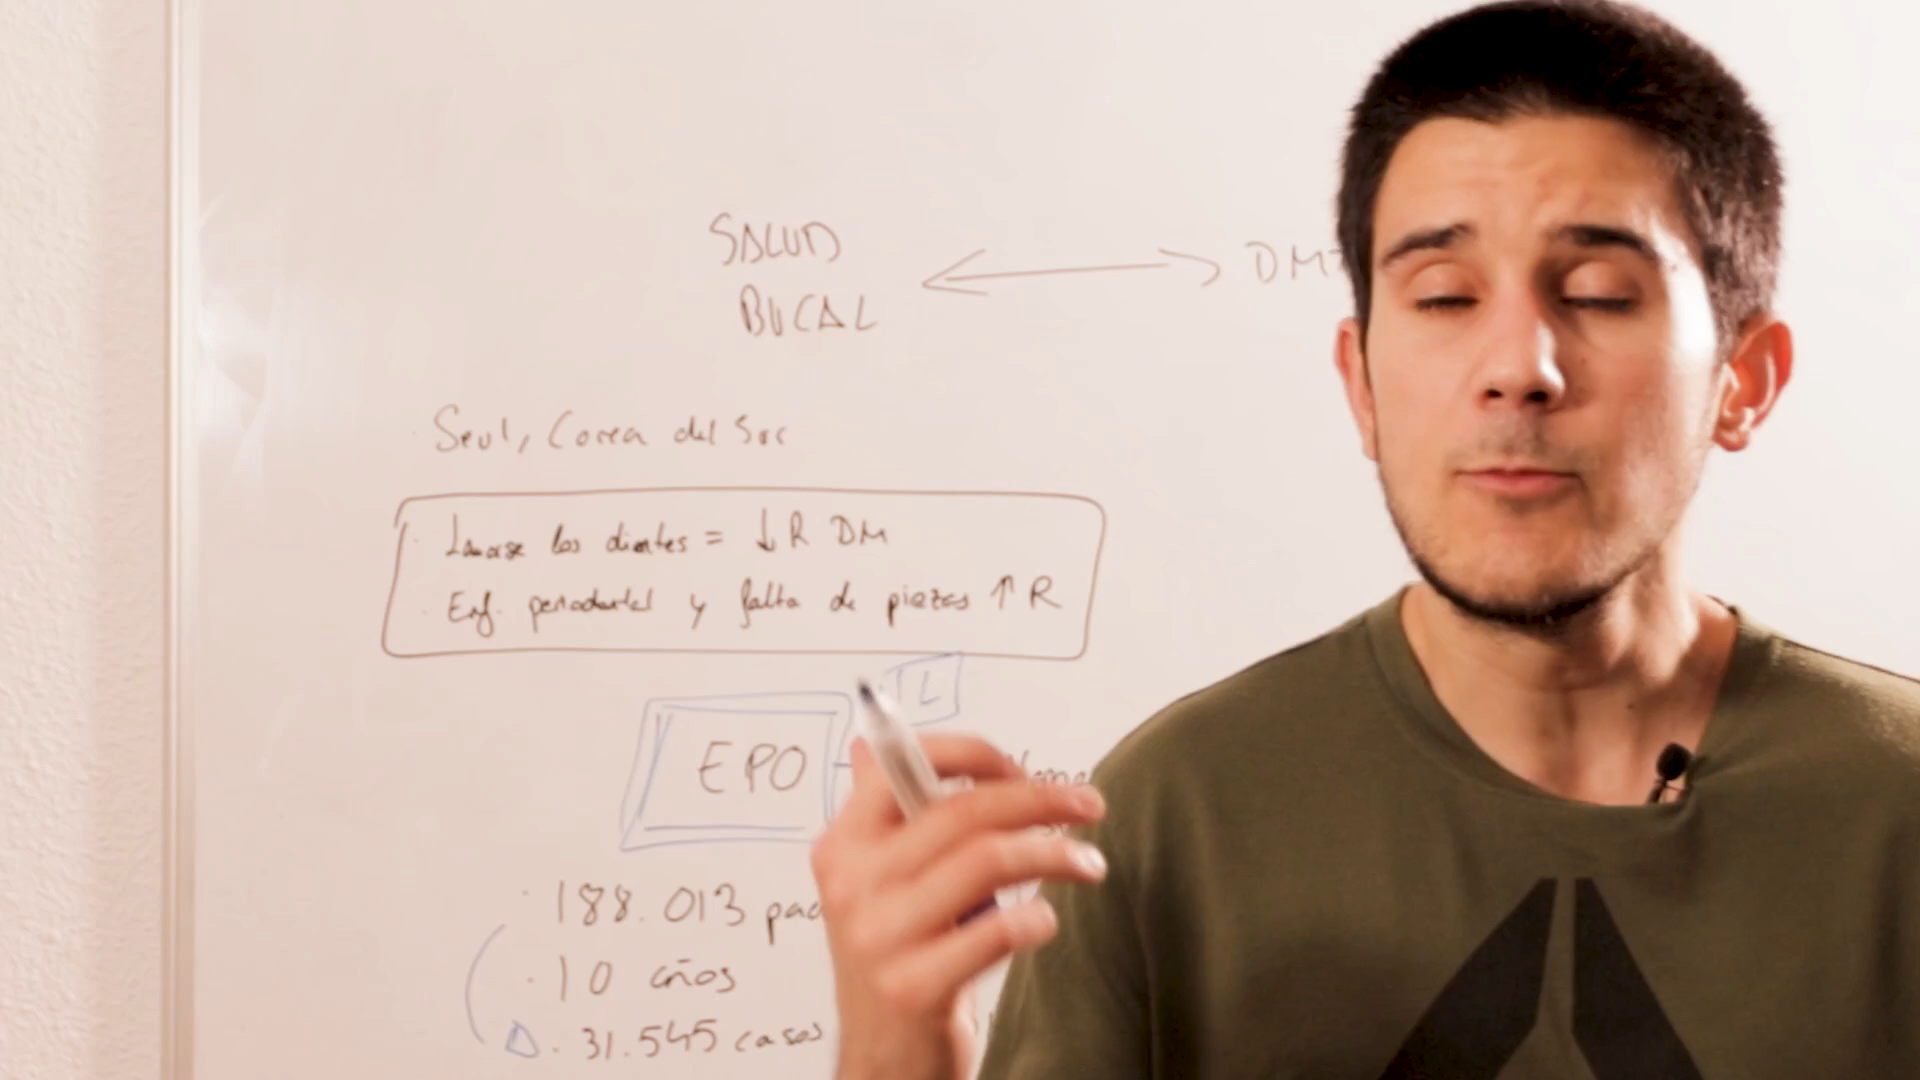 SALUD
BUCAL
DM
Seul, Corea del Sur
Lavarse los dientes = ↓ R DM
Enf. periodontal y falta de piezas ↑ R
L
EPO
188.013 pac
10 años
31.545 casos